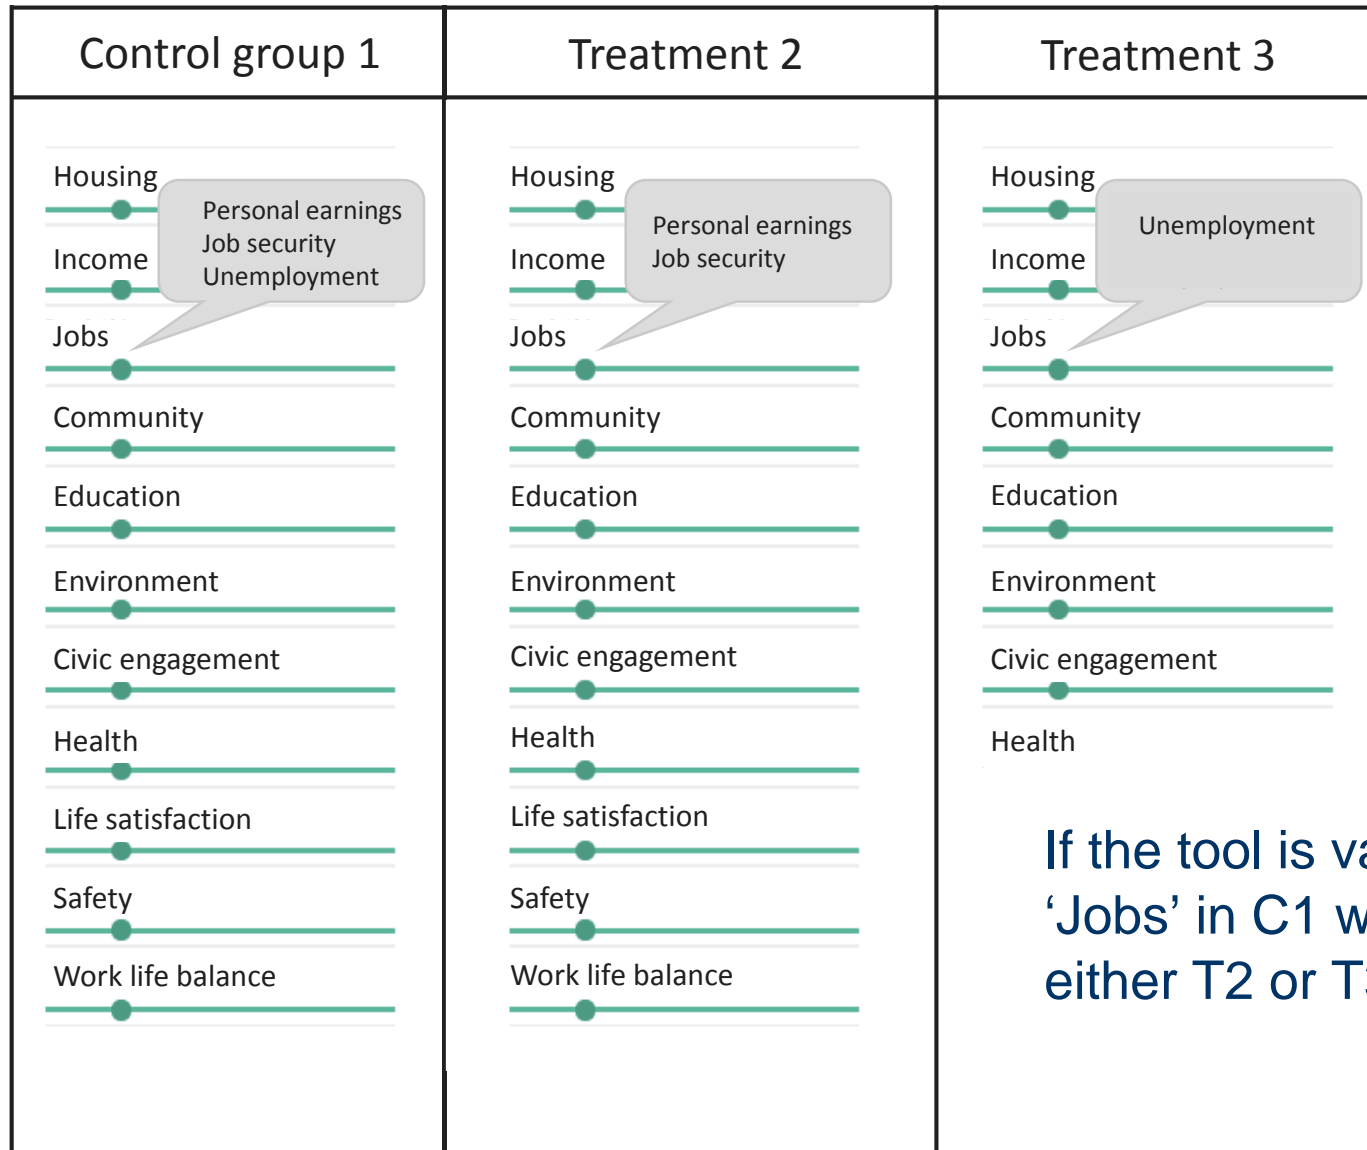 Control group 1
Housing
Personal earnings
Job security
Unemployment
Income
Jobs
Community
Education
Environment
Civic engagement
Health
Life satisfaction
Safety
Work life balance
Treatment 2
Housing
Personal earnings
Job security
Income
Jobs
Community
Education
Environment
Civic engagement
Health
Life satisfaction
Safety
Work life balance
Treatment 3
Housing
Unemployment
Income
Jobs
Community
Education
Environment
Civic engagement
Health
If the tool is
‘Jobs’ in C1
either T2 or